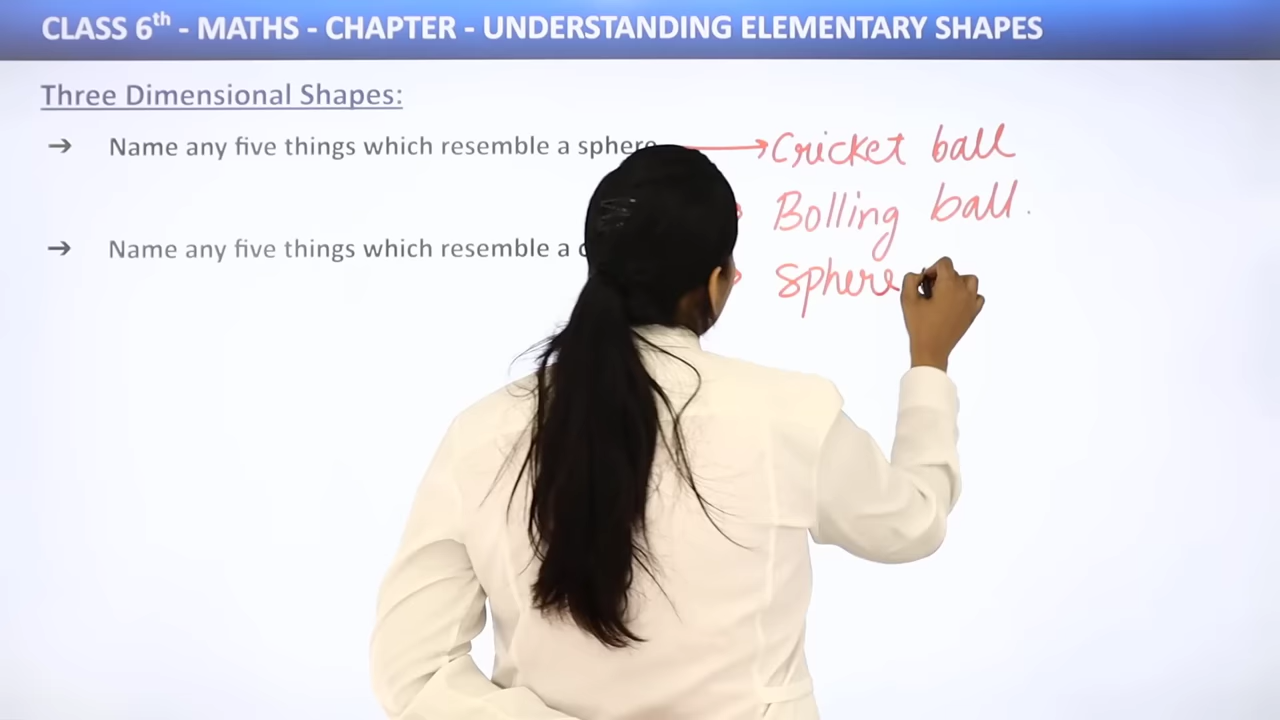 CLASS 6th - MATHS - CHAPTER - UNDERSTANDING ELEMENTARY SHAPES
Three Dimensional Shapes:
➔ Name any five things which resemble a sphere → Cricket ball
Bolling ball.
➔ Name any five things which resemble a
sphere